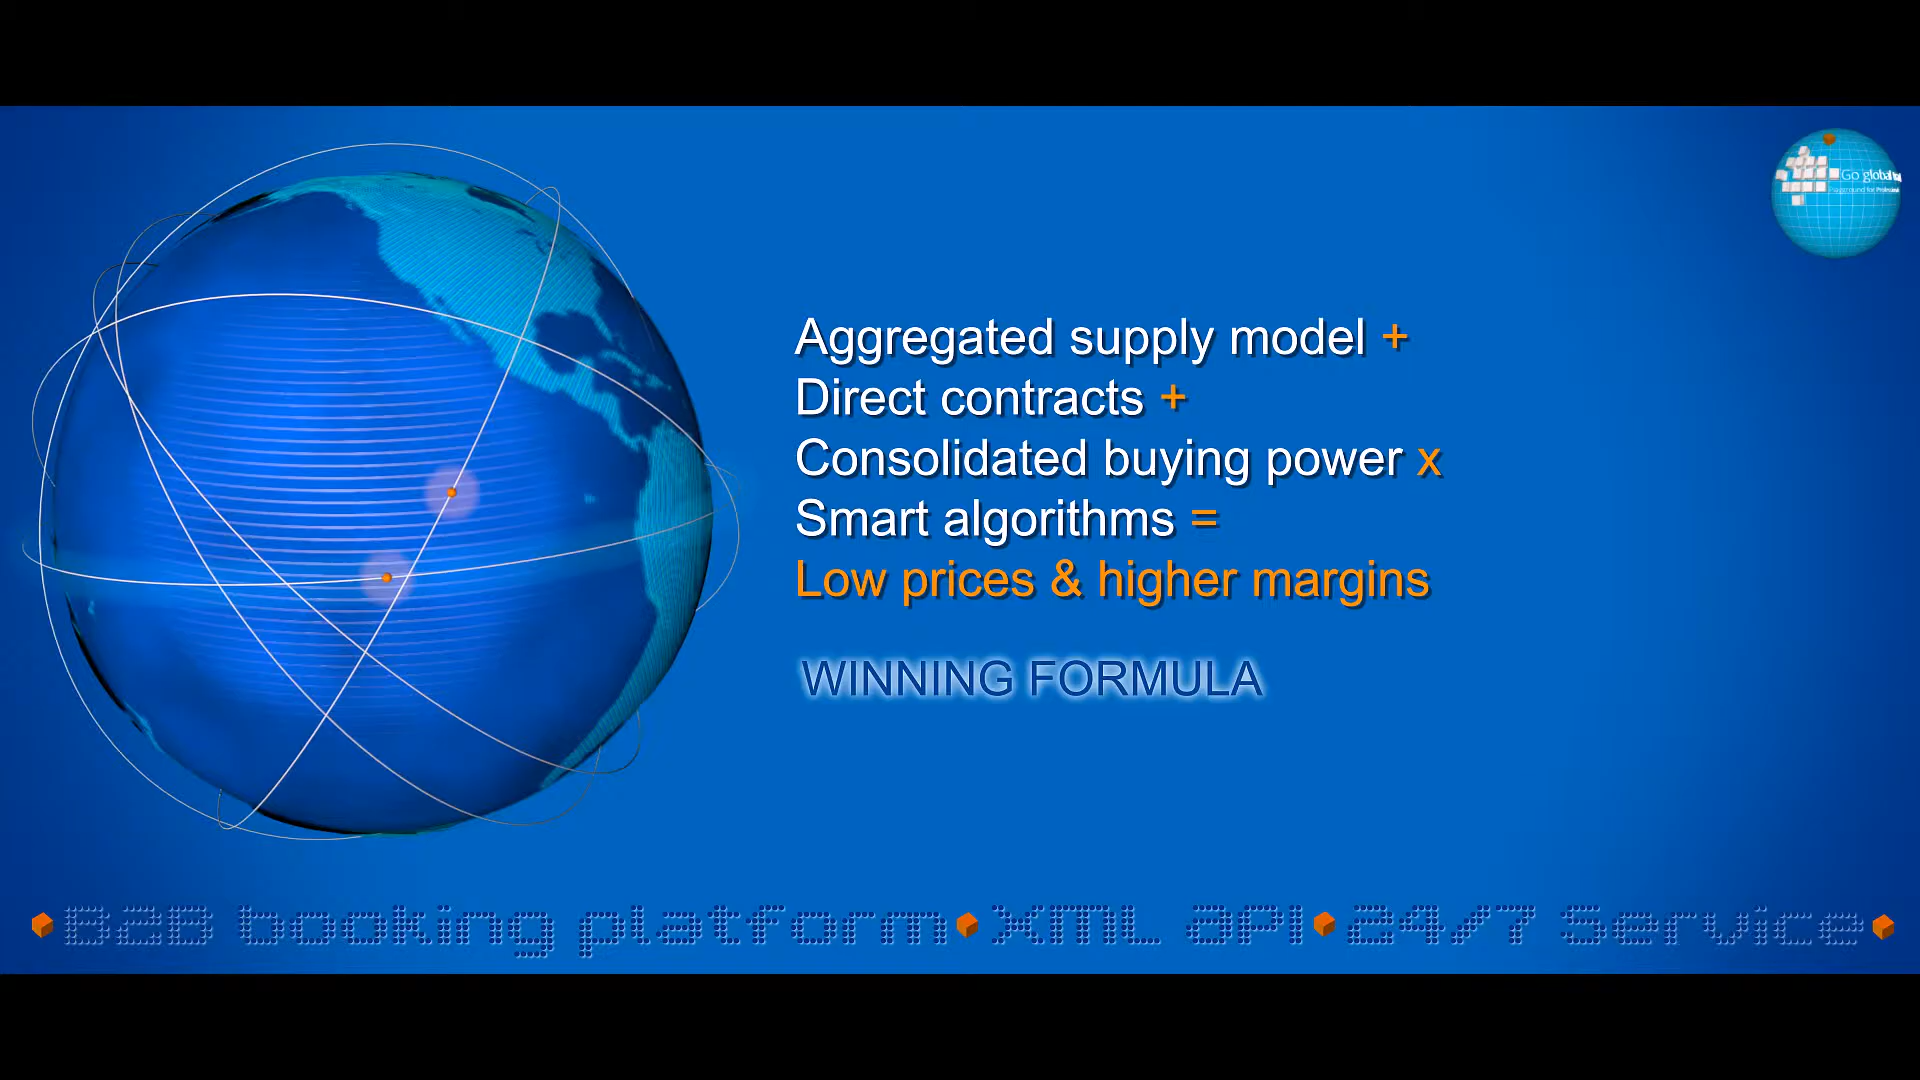 Go global
Aggregated supply model +
Direct contracts +
Consolidated buying power x
Smart algorithms =
Low prices & higher margins
WINNING FORMULA
B2B booking platform XML aPI 24/7 Service